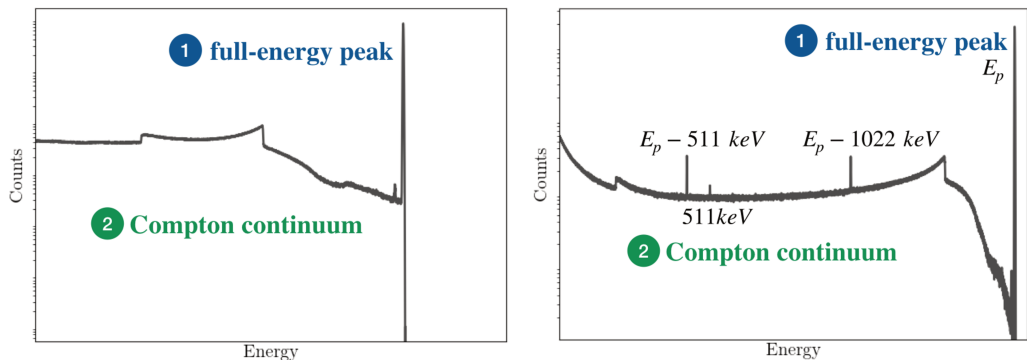 1 full-energy peak
2 Compton continuum
Counts
Energy
1 full-energy peak
E_p
E_p − 511 keV
E_p − 1022 keV
511keV
2 Compton continuum
Counts
Energy